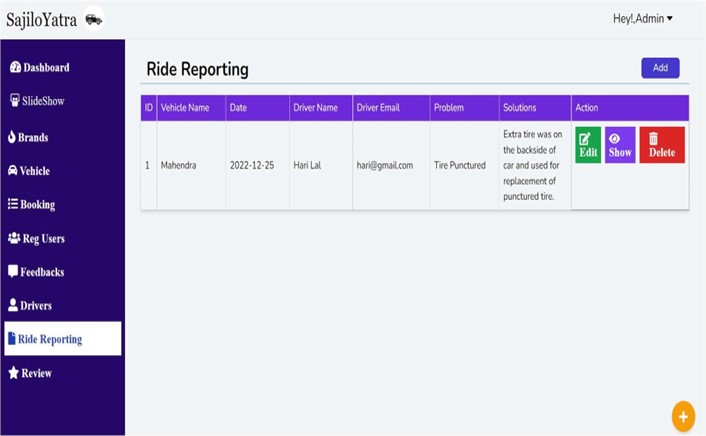 SajiloYatra
Hey!,Admin
Dashboard
SlideShow
Brands
Vehicle
Booking
Reg Users
Feedbacks
Drivers
Ride Reporting
Review
Ride Reporting
Add
ID Vehicle Name Date Driver Name Driver Email Problem Solutions Action
1 Mahendra 2022-12-25 Hari Lal hari@gmail.com Tire Punctured
Extra tire was on
the backside of
car and used for
replacement of
punctured tire.
Edit Show Delete